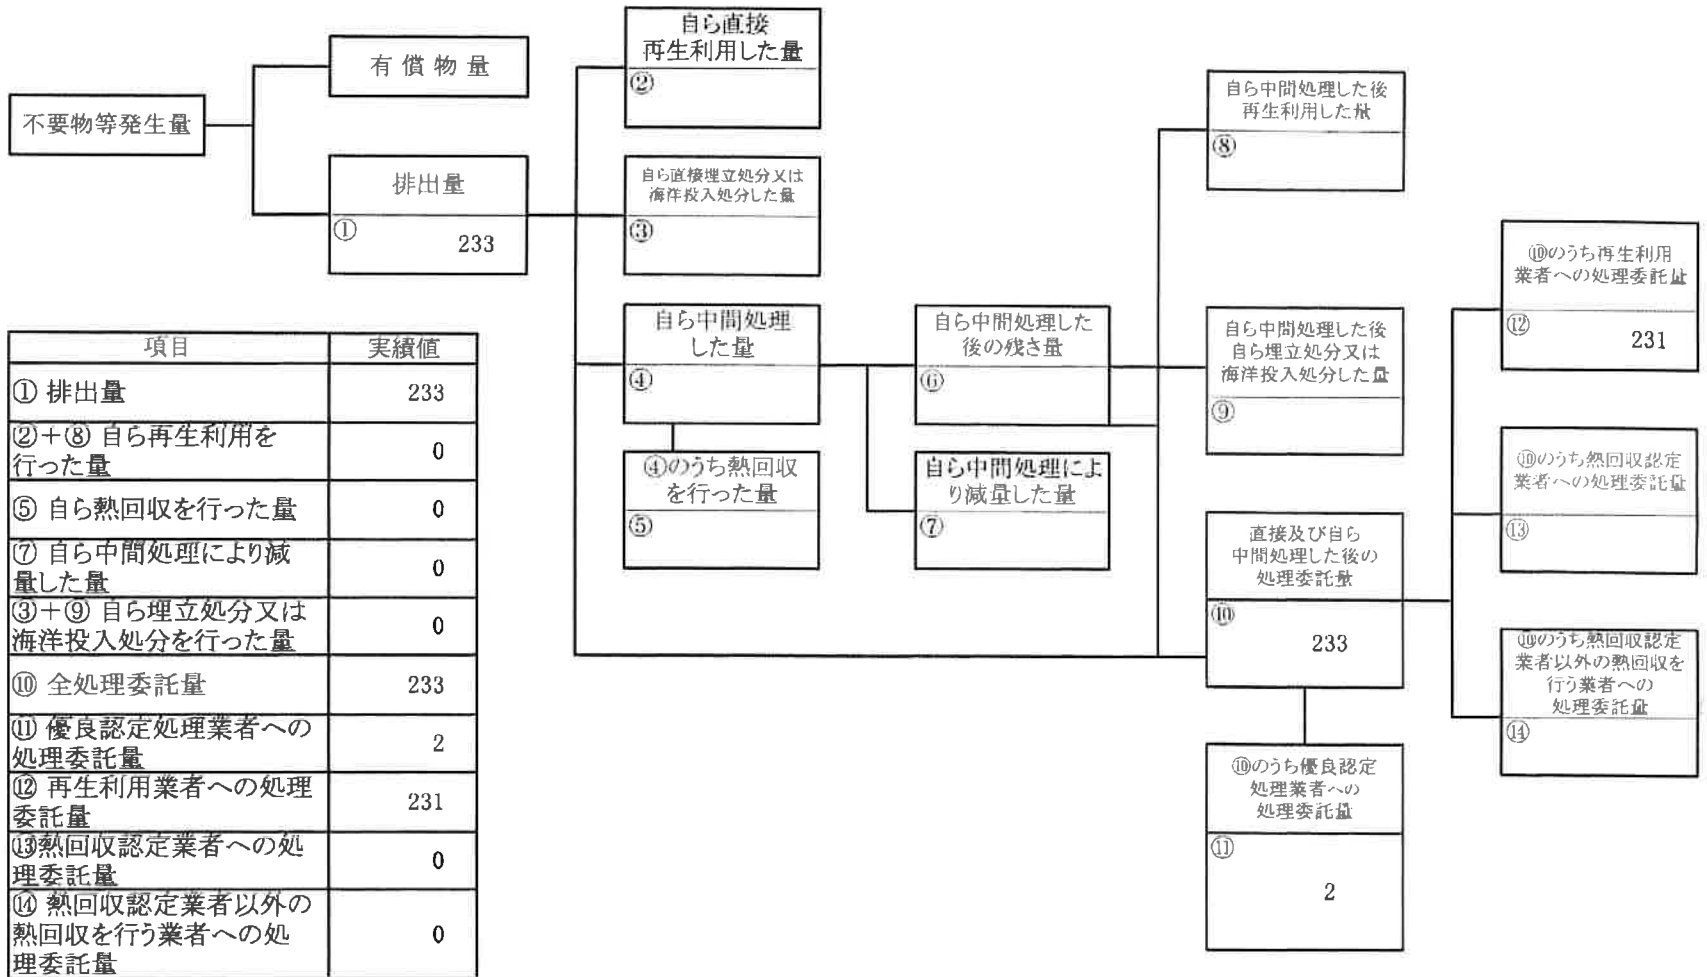 不要物等発生量
有償物量
排出量
①
233
自ら直接
再生利用した量
②
自ら直接埋立処分又は
海洋投入処分した量
③
自ら中間処理
した量
④
④のうち熱回収
を行った量
⑤
自ら中間処理した
後の残さ量
⑥
自ら中間処理によ
り減量した量
⑦
自ら中間処理した後
再生利用した量
⑧
自ら中間処理した後
自ら埋立処分又は
海洋投入処分した量
⑨
直接及び自ら
中間処理した後の
処理委託量
⑩
233
⑩のうち優良認定
処理業者への
処理委託量
⑪
2
⑩のうち再生利用
業者への処理委託量
⑫
231
⑩のうち熱回収認定
業者への処理委託量
⑬
⑩のうち熱回収認定
業者以外の熱回収を
行う業者への
処理委託量
⑭
項目 実績値
① 排出量 233
②+⑧ 自ら再生利用を
行った量 0
⑤ 自ら熱回収を行った量 0
⑦ 自ら中間処理により減
量した量 0
③+⑨ 自ら埋立処分又は
海洋投入処分を行った量 0
⑩ 全処理委託量 233
⑪ 優良認定処理業者への
処理委託量 2
⑫ 再生利用業者への処理
委託量 231
⑬熱回収認定業者への処
理委託量 0
⑭ 熱回収認定業者以外の
熱回収を行う業者への処
理委託量 0